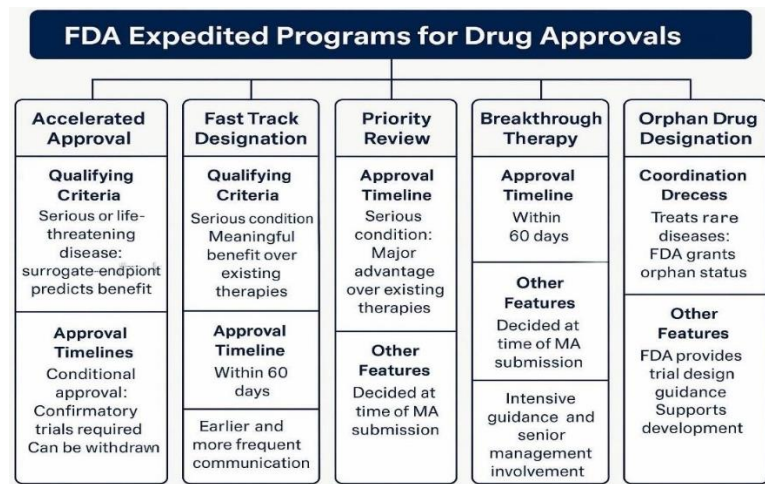 FDA Expedited Programs for Drug Approvals
Accelerated
Approval
Qualifying
Criteria
Serious or life-
threatening
disease:
surrogate-endpiont
predicts benefit
Approval
Timelines
Conditional
approval:
Confirmatory
trials required
Can be withdrawn
Fast Track
Designation
Qualifying
Criteria
Serious condition
Meaningful
benefit over
existing
therapies
Approval
Timeline
Within 60
days
Earlier and
more frequent
communication
Priority
Review
Approval
Timeline
Serious
condition:
Major
advantage
over existing
therapies
Other
Features
Decided at
time of MA
submission
Breakthrough
Therapy
Approval
Timeline
Within
60 days
Other
Features
Decided at
time of MA
submission
Intensive
guidance and
senior
management
involvement
Orphan Drug
Designation
Coordination
Drecess
Treats rare
diseases:
FDA grants
orphan status
Other
Features
FDA provides
trial design
guidance
Supports
development